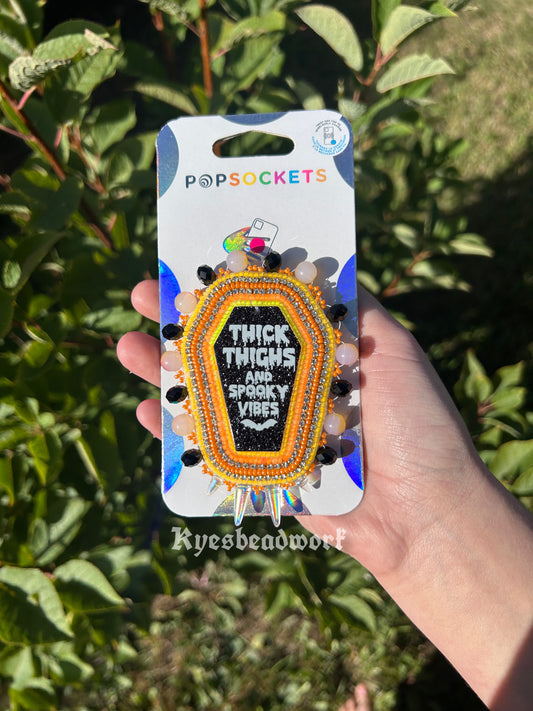 POPSOCKETS
THICK
THIGHS
AND
SPOOKY
VIBES
Kyesbeadwork